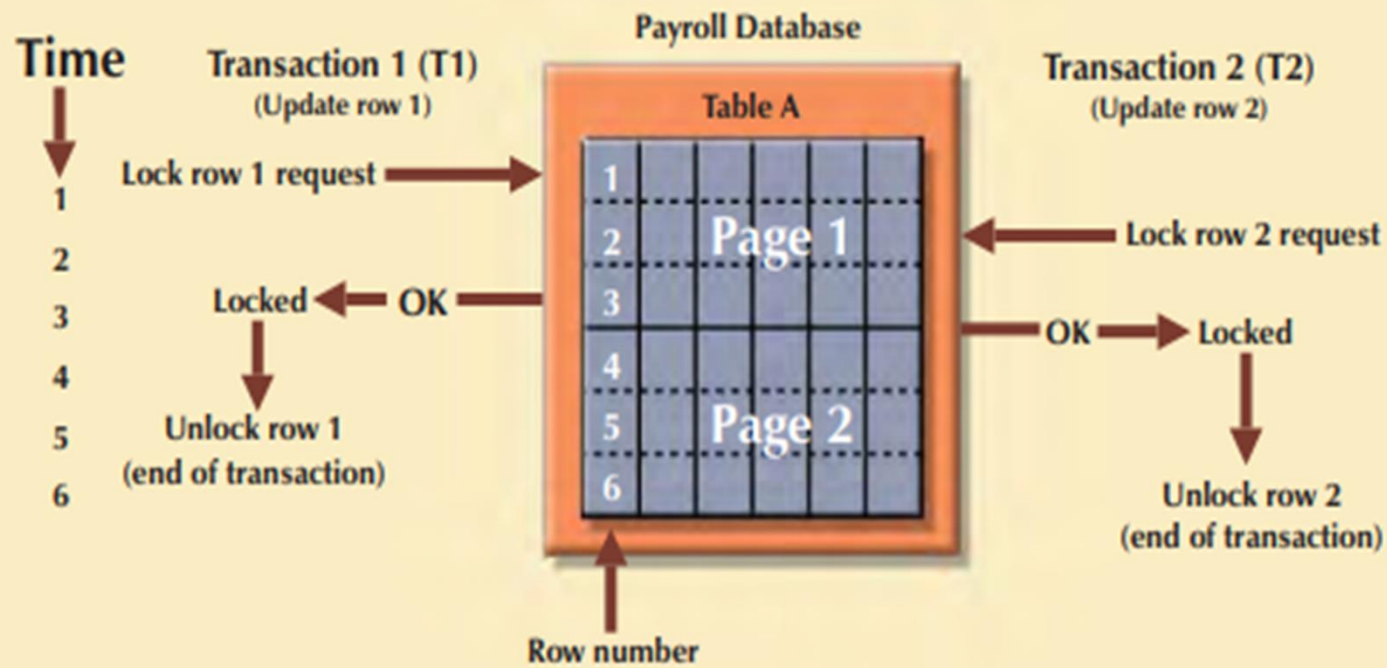 Payroll Database
Time
Transaction 1 (T1)
(Update row 1)
Table A
Transaction 2 (T2)
(Update row 2)
Lock row 1 request
1
1
2
Page 1
Lock row 2 request
2
Locked
OK
3
3
OK
Locked
4
4
Unlock row 1
5
Page 2
5
(end of transaction)
6
6
Unlock row 2
(end of transaction)
Row number